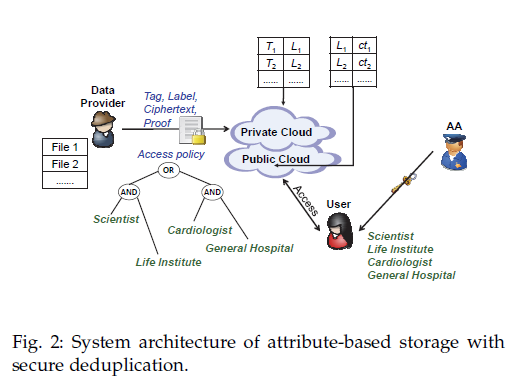 T1 L1
T2 L2
...... ......
L1 ct1
L2 ct2
...... ......
Data
Provider
Tag, Label,
Ciphertext,
Proof
File 1
File 2
.......
Private Cloud
Public Cloud
AA
Access policy
OR
AND
AND
Scientist
Cardiologist
General Hospital
Life Institute
Access
User
Scientist
Life Institute
Cardiologist
General Hospital
Fig. 2: System architecture of attribute-based storage with
secure deduplication.